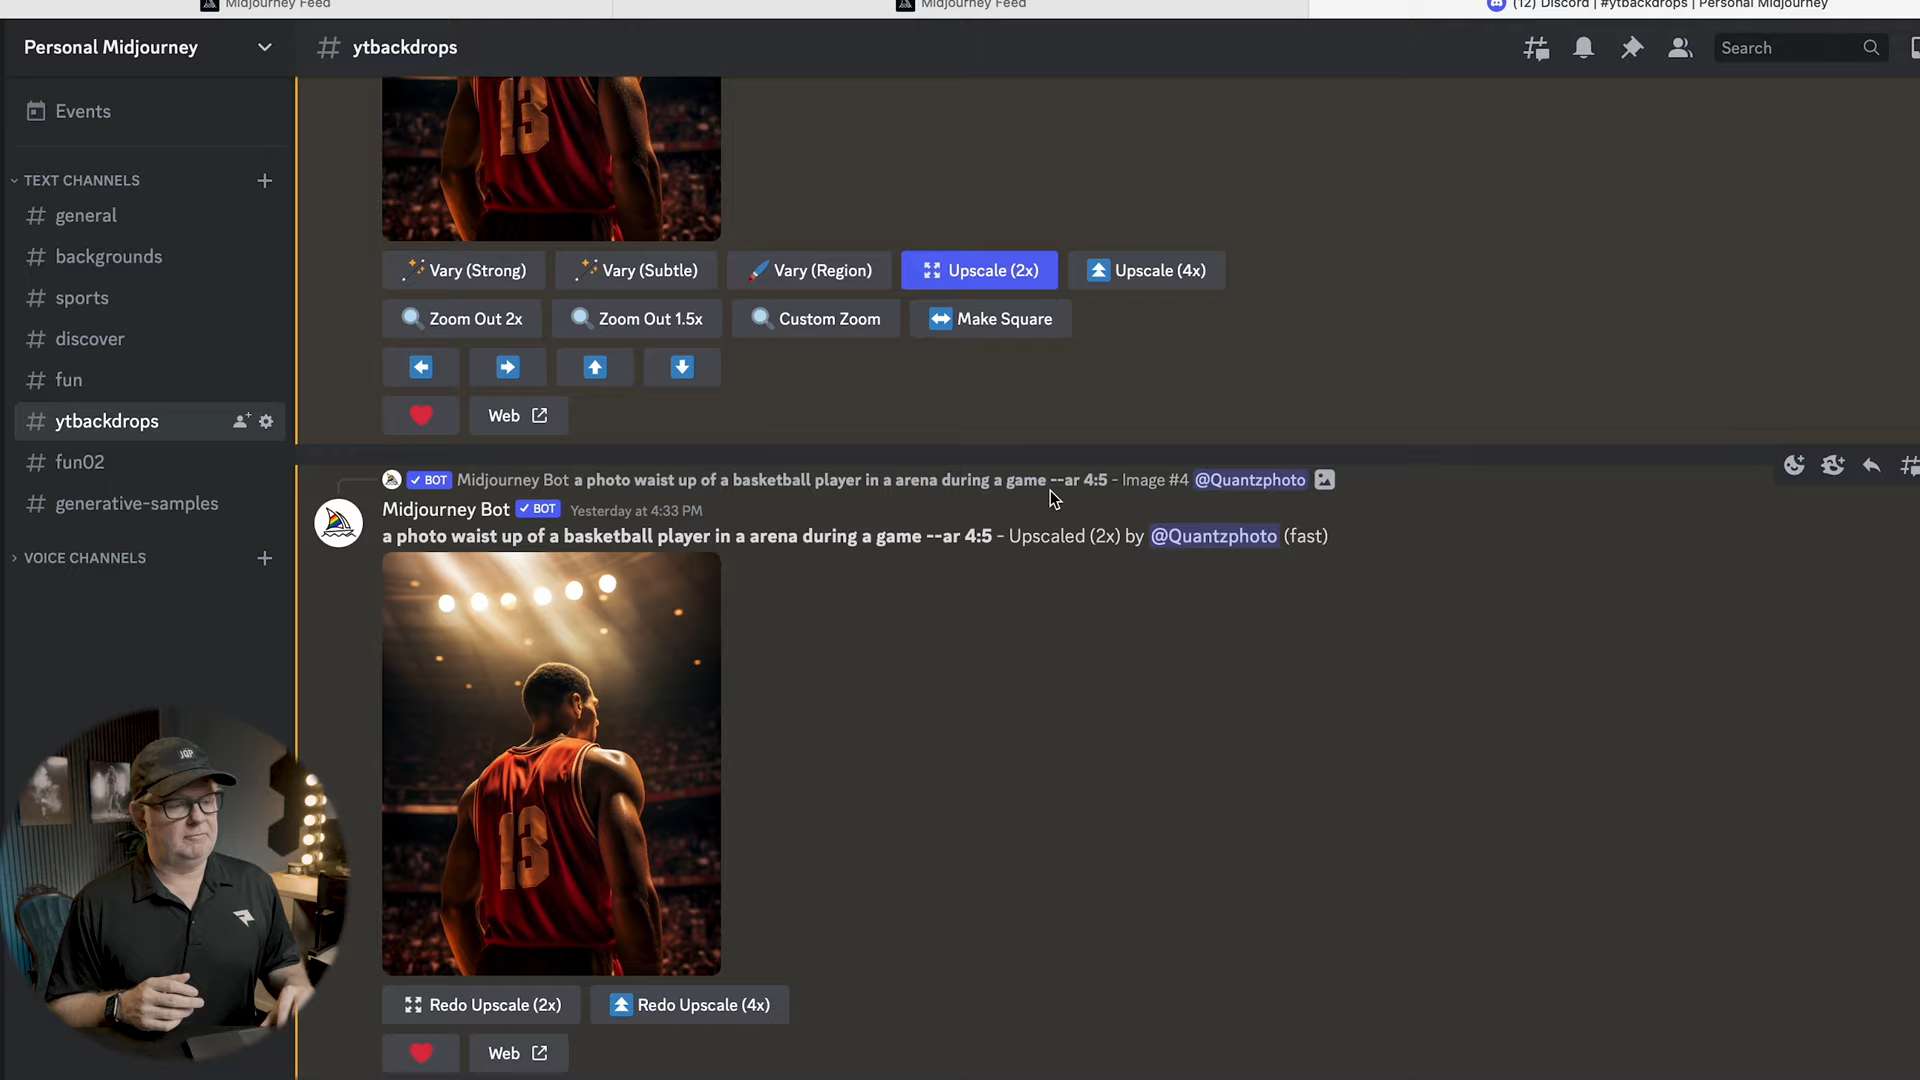 Midjourney Feed
Midjourney Feed
(12) Discord | #ytbackdrops | Personal Midjourney
Personal Midjourney
# ytbackdrops
Search
Events
TEXT CHANNELS
# general
# backgrounds
# sports
# discover
# fun
# ytbackdrops
# fun02
# generative-samples
VOICE CHANNELS
13
Vary (Strong)
Vary (Subtle)
Vary (Region)
Upscale (2x)
Upscale (4x)
Zoom Out 2x
Zoom Out 1.5x
Custom Zoom
Make Square
Web
✓ BOT Midjourney Bot a photo waist up of a basketball player in a arena during a game --ar 4:5 - Image #4 @Quantzphoto
Midjourney Bot ✓ BOT Yesterday at 4:33 PM
a photo waist up of a basketball player in a arena during a game --ar 4:5 - Upscaled (2x) by @Quantzphoto (fast)
13
Redo Upscale (2x)
Redo Upscale (4x)
Web
JQP